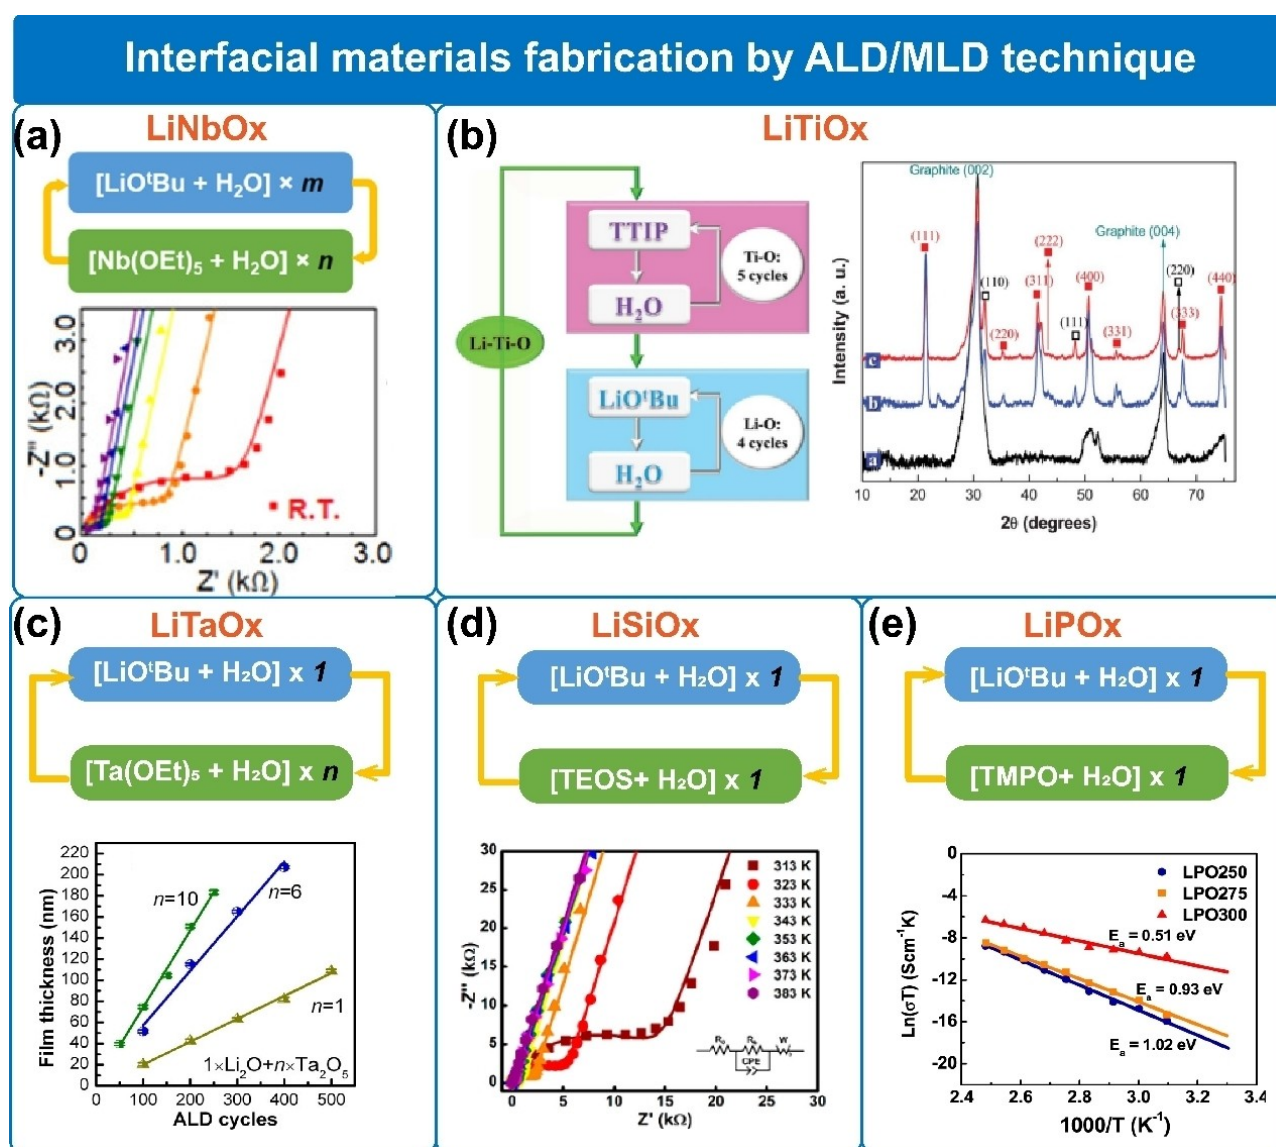 Interfacial materials fabrication by ALD/MLD technique
(a)
LiNbOx
[LiOᵗBu + H₂O] × m
[Nb(OEt)₅ + H₂O] × n
-Z'' (kΩ)
3.0
2.0
1.0
0
R.T.
0 1.0 2.0 3.0
Z' (kΩ)
(b)
LiTiOx
Li-Ti-O
TTIP
H₂O
Ti-O:
5 cycles
LiOᵗBu
H₂O
Li-O:
4 cycles
Intensity (a. u.)
Graphite (002)
Graphite (004)
(111)
(110)
(220)
(311)
(222)
(111)
(400)
(331)
(220)
(333)
(440)
c
b
a
10 20 30 40 50 60 70
2θ (degrees)
(c)
LiTaOx
[LiOᵗBu + H₂O] x 1
[Ta(OEt)₅ + H₂O] x n
Film thickness (nm)
220
200
180
160
140
120
100
80
60
40
20
0
n=10
n=6
n=1
1×Li₂O+n×Ta₂O₅
0 100 200 300 400 500
ALD cycles
(d)
LiSiOx
[LiOᵗBu + H₂O] x 1
[TEOS+ H₂O] x 1
-Z'' (kΩ)
30
25
20
15
10
5
0
313 K
323 K
333 K
343 K
353 K
363 K
373 K
383 K
CPE
W
0 5 10 15 20 25 30
Z' (kΩ)
(e)
LiPOx
[LiOᵗBu + H₂O] x 1
[TMPO+ H₂O] x 1
Ln(σT) (Scm⁻¹K)
0
-4
-8
-12
-16
-20
LPO250
LPO275
LPO300
Eₐ = 0.51 eV
Eₐ = 0.93 eV
Eₐ = 1.02 eV
2.4 2.6 2.8 3.0 3.2 3.4
1000/T (K⁻¹)